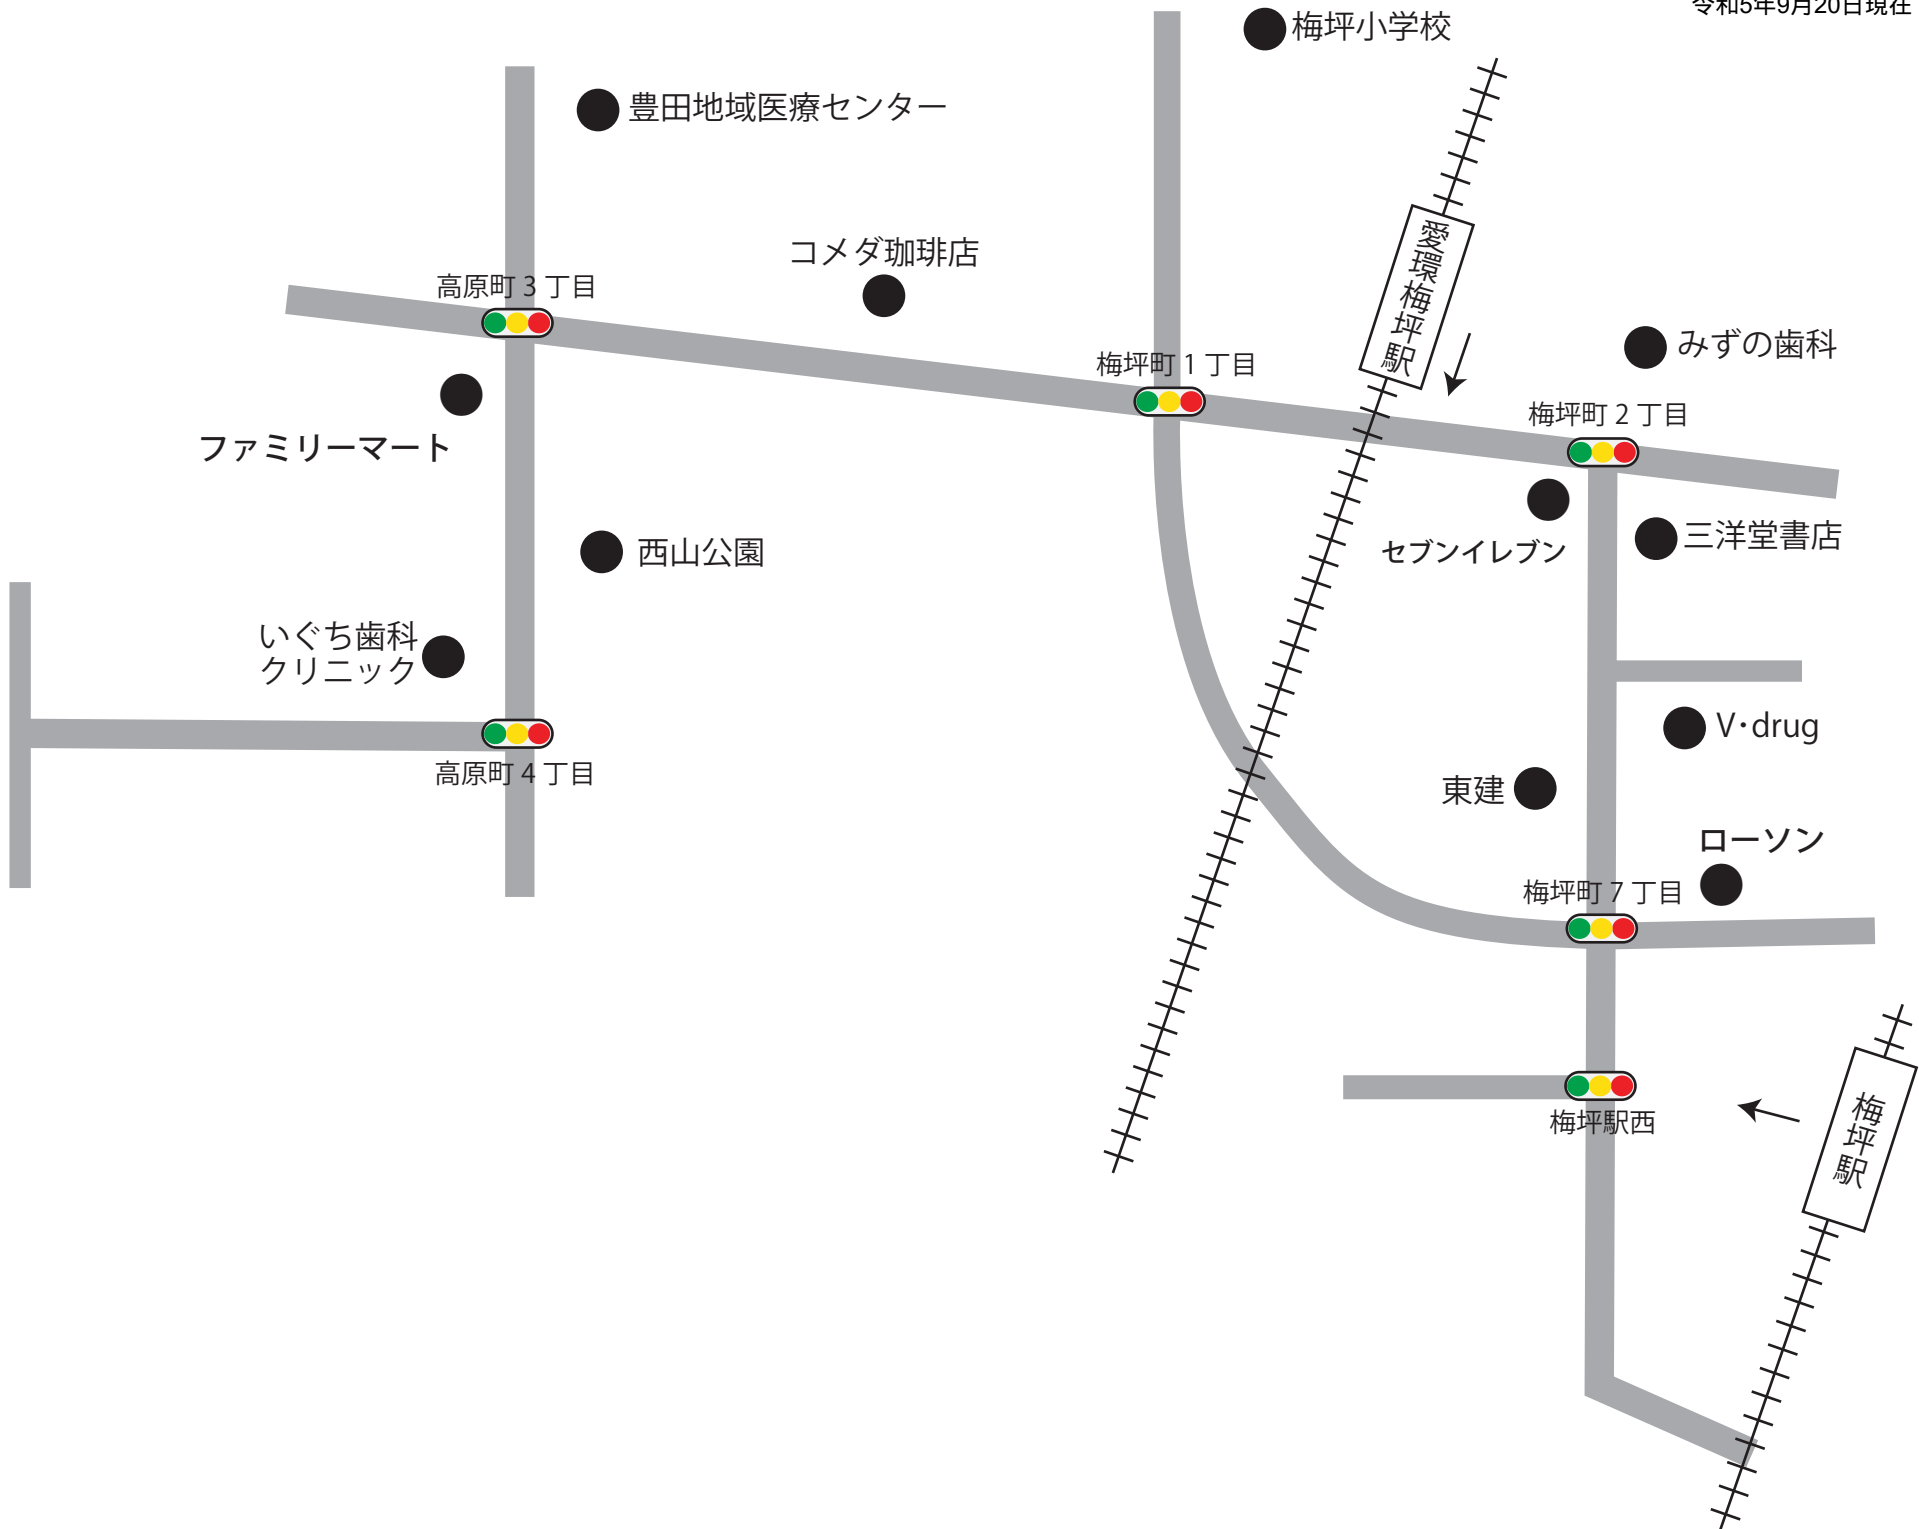 令和5年9月20日現在
梅坪小学校
豊田地域医療センター
コメダ珈琲店
高原町 3 丁目
愛環梅坪駅
みずの歯科
梅坪町 1 丁目
梅坪町 2 丁目
ファミリーマート
セブンイレブン
三洋堂書店
西山公園
いぐち歯科
クリニック
V・drug
高原町 4 丁目
東建
ローソン
梅坪町 7 丁目
梅坪駅西
梅坪駅